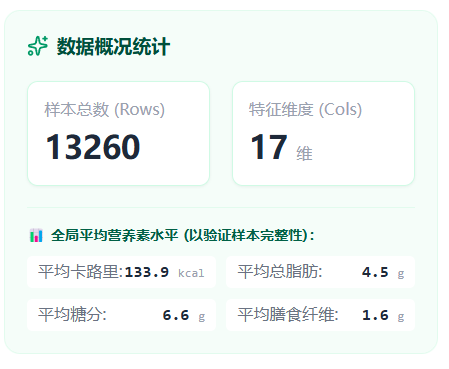 数据概况统计
样本总数 (Rows)
13260
特征维度 (Cols)
17 维
全局平均营养素水平 (以验证样本完整性):
平均卡路里:133.9 kcal
平均总脂肪: 4.5 g
平均糖分: 6.6 g
平均膳食纤维: 1.6 g